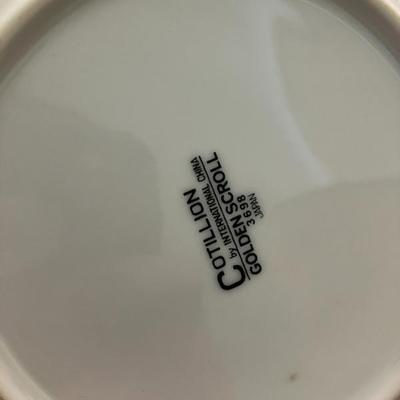 COTILLION
by INTERNATIONAL CHINA
GOLDEN SCROLL
3698
JAPAN